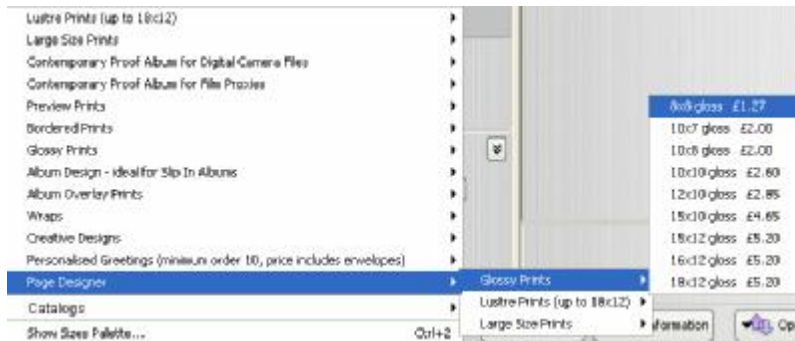 Lustre Prints (up to 18x12)
Large Size Prints
Contemporary Proof Album for Digital Camera Files
Contemporary Proof Album for Film Proxies
Preview Prints
Bordered Prints
Glossy Prints
Album Design - ideal for Slip In Albums
Album Overlay Prints
Wraps
Creative Designs
Personalised Greetings (minimum order 10, price includes envelopes)
Page Designer
Catalogs
Show Sizes Palette... Ctrl+2
Glossy Prints
Lustre Prints (up to 18x12)
Large Size Prints
8x8 gloss £1.27
10x7 gloss £2.00
10x8 gloss £2.00
10x10 gloss £2.60
12x10 gloss £2.85
15x10 gloss £4.65
15x12 gloss £5.20
16x12 gloss £5.20
18x12 gloss £5.20
formation
Op